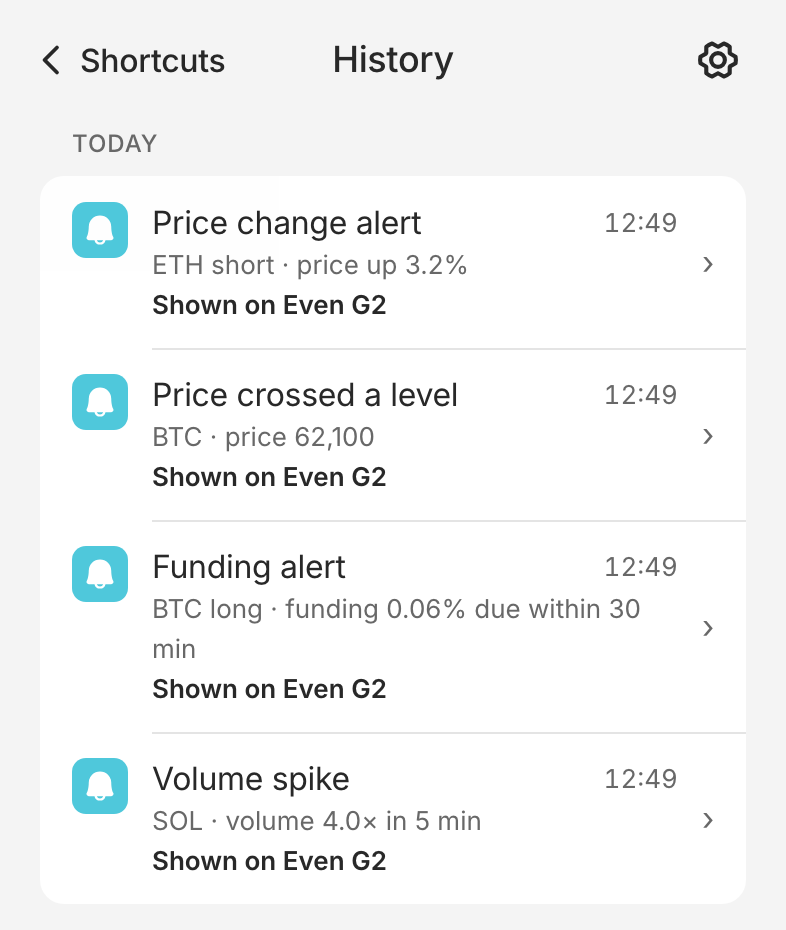 Shortcuts
History
TODAY
Price change alert
12:49
ETH short · price up 3.2%
Shown on Even G2
Price crossed a level
12:49
BTC · price 62,100
Shown on Even G2
Funding alert
12:49
BTC long · funding 0.06% due within 30
min
Shown on Even G2
Volume spike
12:49
SOL · volume 4.0× in 5 min
Shown on Even G2